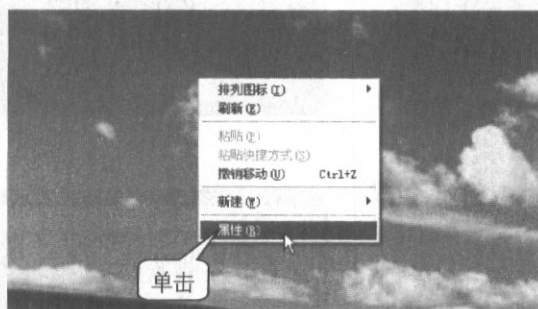 排列图标(I)
刷新(E)
粘贴(P)
粘贴快捷方式(S)
撤销移动(U) Ctrl+Z
新建(W)
属性(R)
单击